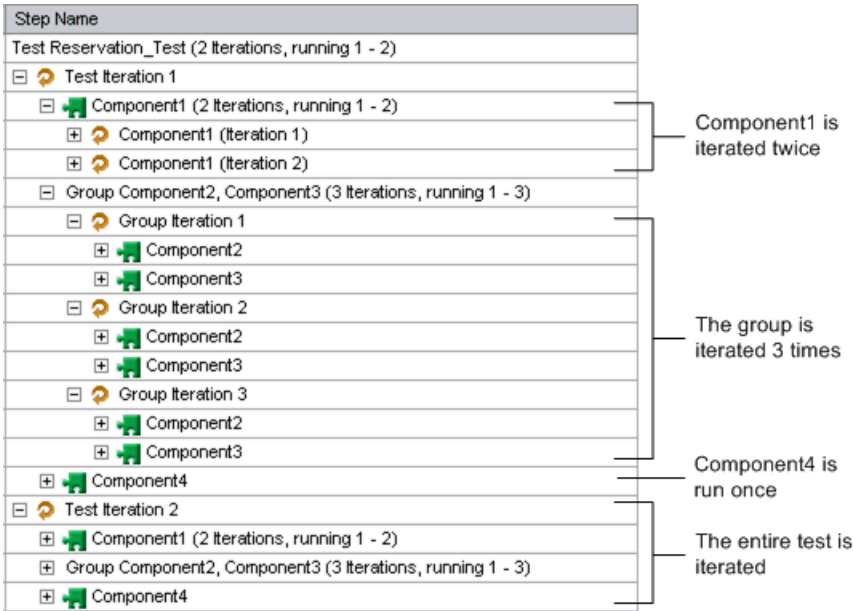 Step Name
Test Reservation_Test (2 Iterations, running 1 - 2)
Test Iteration 1
Component1 (2 Iterations, running 1 - 2)
Component1 (Iteration 1)
Component1 (Iteration 2)
Component1 is
iterated twice
Group Component2, Component3 (3 Iterations, running 1 - 3)
Group Iteration 1
Component2
Component3
Group Iteration 2
Component2
Component3
The group is
iterated 3 times
Group Iteration 3
Component2
Component3
Component4
Component4 is
run once
Test Iteration 2
Component1 (2 Iterations, running 1 - 2)
Group Component2, Component3 (3 Iterations, running 1 - 3)
Component4
The entire test is
iterated